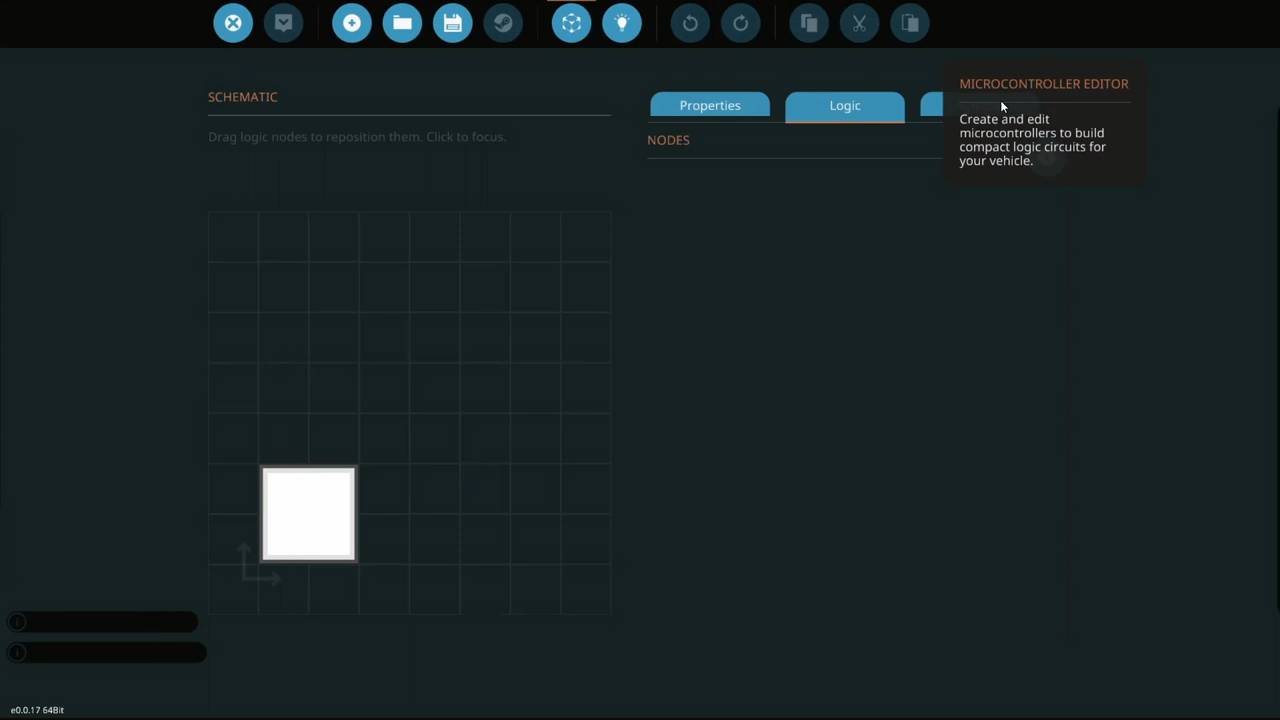 MICROCONTROLLER EDITOR
SCHEMATIC
Properties
Logic
Create and edit
microcontrollers to build
compact logic circuits for
your vehicle.
Drag logic nodes to reposition them. Click to focus.
NODES
e0.0.17 64Bit